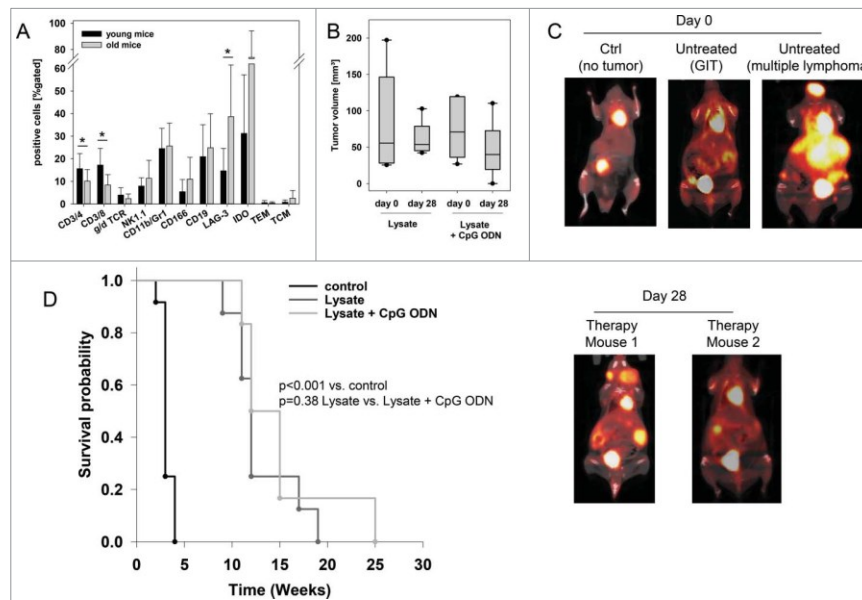 A
100
80
60
50
40
30
20
10
0
positive cells [%gated]
young mice
old mice
*
*
*
CD3/4
CD3/8
g/d TCR
NK1.1
CD11b/Gr1
CD166
CD19
LAG-3
IDO
TEM
TCM
B
200
150
100
50
0
Tumor volume [mm³]
day 0
day 28
day 0
day 28
Lysate
Lysate
+ CpG ODN
C
Day 0
Ctrl
(no tumor)
Untreated
(GIT)
Untreated
(multiple lymphoma
D
1.0
0.8
0.6
0.4
0.2
0.0
Survival probability
control
Lysate
Lysate + CpG ODN
p<0.001 vs. control
p=0.38 Lysate vs. Lysate + CpG ODN
0
5
10
15
20
25
30
Time (Weeks)
Day 28
Therapy
Mouse 1
Therapy
Mouse 2